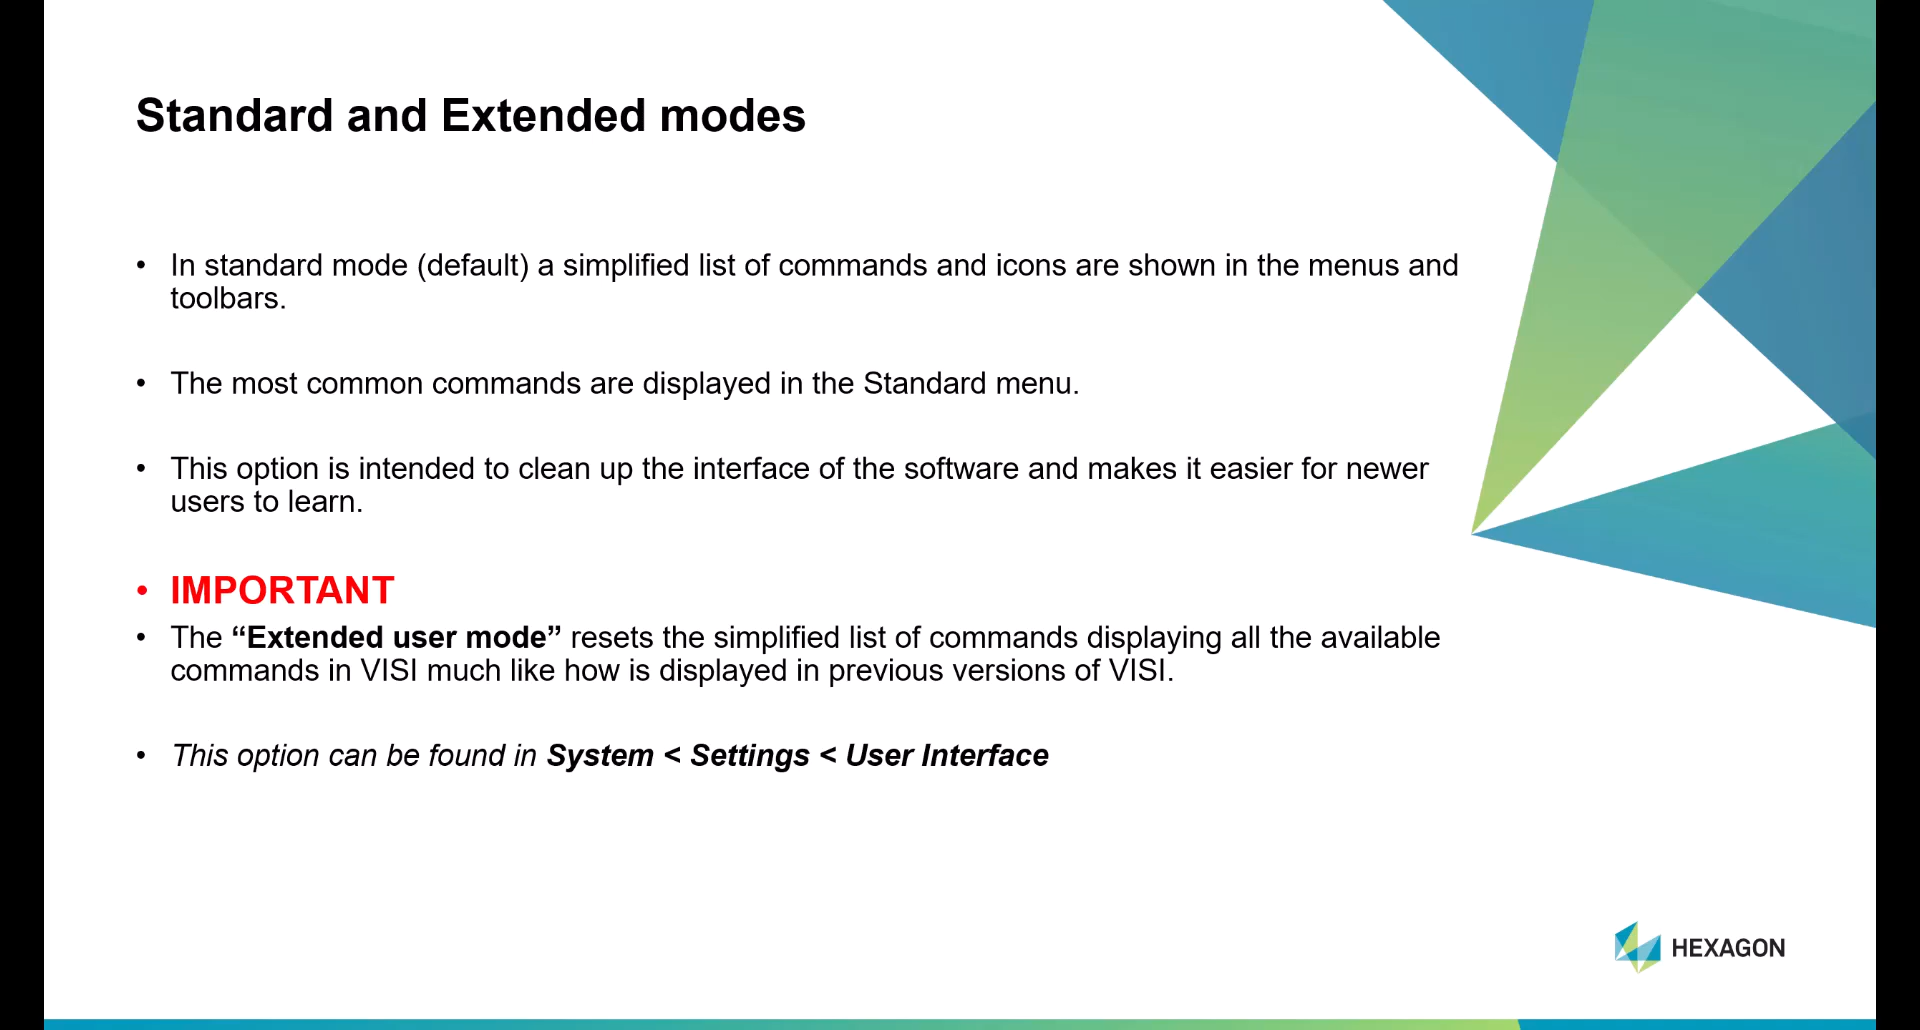 Standard and Extended modes
• In standard mode (default) a simplified list of commands and icons are shown in the menus and
toolbars.
• The most common commands are displayed in the Standard menu.
• This option is intended to clean up the interface of the software and makes it easier for newer
users to learn.
• IMPORTANT
• The “Extended user mode” resets the simplified list of commands displaying all the available
commands in VISI much like how is displayed in previous versions of VISI.
• This option can be found in System < Settings < User Interface
HEXAGON